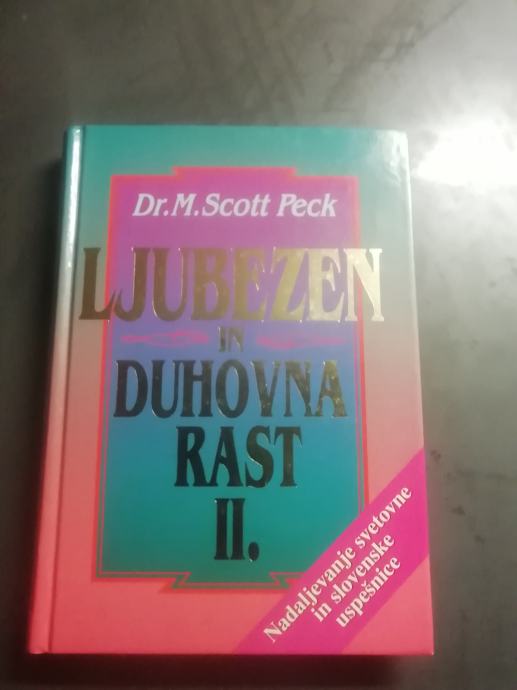 Dr. M. Scott Peck
LJUBEZEN
IN
DUHOVNA
RAST
II.
Nadaljevanje svetovne
in slovenske
uspešnice